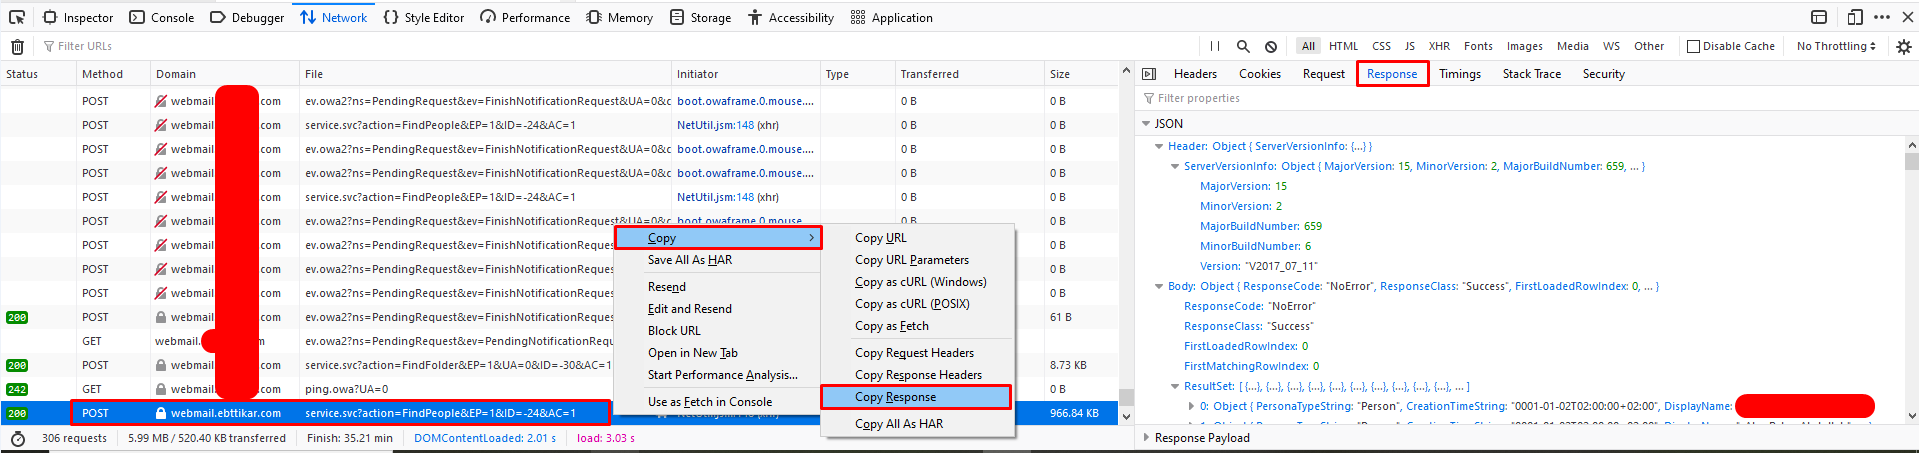 Inspector Console Debugger Network Style Editor Performance Memory Storage Accessibility Application
Filter URLs All HTML CSS JS XHR Fonts Images Media WS Other Disable Cache No Throttling
Status Method Domain File Initiator Type Transferred Size
POST webmail .com ev.owa2?ns=PendingRequest&ev=FinishNotificationRequest&UA=0&c boot.owaframe.0.mouse.... 0 B 0 B
POST webmail .com service.svc?action=FindPeople&EP=1&ID=-24&AC=1 NetUtil.jsm:148 (xhr) 0 B 0 B
POST webmail .com ev.owa2?ns=PendingRequest&ev=FinishNotificationRequest&UA=0&c boot.owaframe.0.mouse.... 0 B 0 B
POST webmail .com ev.owa2?ns=PendingRequest&ev=FinishNotificationRequest&UA=0&c boot.owaframe.0.mouse.... 0 B 0 B
POST webmail .com service.svc?action=FindPeople&EP=1&ID=-24&AC=1 NetUtil.jsm:148 (xhr) 0 B 0 B
POST webmail .com ev.owa2?ns=PendingRequest&ev=FinishNotificationRequest&UA=0&c boot.owaframe.0.mouse 0 B 0 B
POST webmail .com ev.owa2?ns=PendingRequest&ev=FinishNotificationRequest 0 B
POST webmail .com ev.owa2?ns=PendingRequest&ev=FinishNotificationRequest 0 B
POST webmail .com ev.owa2?ns=PendingRequest&ev=FinishNotificationRequest 0 B
200 POST webmail .com ev.owa2?ns=PendingRequest&ev=FinishNotificationRequest 61 B
GET webmail. m ev.owa2?ns=PendingRequest&ev=PendingNotificationRequ
200 POST webmail .com service.svc?action=FindFolder&EP=1&UA=0&ID=-30&AC=1 8.73 KB
242 GET webmail .com ping.owa?UA=0 0 B
200 POST webmail.ebttikar.com service.svc?action=FindPeople&EP=1&ID=-24&AC=1 966.84 KB
306 requests 5.99 MB / 520.40 KB transferred Finish: 35.21 min DOMContentLoaded: 2.01 s load: 3.03 s
Copy
Save All As HAR
Resend
Edit and Resend
Block URL
Open in New Tab
Start Performance Analysis...
Use as Fetch in Console
Copy URL
Copy URL Parameters
Copy as cURL (Windows)
Copy as cURL (POSIX)
Copy as Fetch
Copy Request Headers
Copy Response Headers
Copy Response
Copy All As HAR
Headers Cookies Request Response Timings Stack Trace Security
Filter properties
JSON
Header: Object { ServerVersionInfo: {...} }
ServerVersionInfo: Object { MajorVersion: 15, MinorVersion: 2, MajorBuildNumber: 659, ... }
MajorVersion: 15
MinorVersion: 2
MajorBuildNumber: 659
MinorBuildNumber: 6
Version: "V2017_07_11"
Body: Object { ResponseCode: "NoError", ResponseClass: "Success", FirstLoadedRowIndex: 0, ... }
ResponseCode: "NoError"
ResponseClass: "Success"
FirstLoadedRowIndex: 0
FirstMatchingRowIndex: 0
ResultSet: [ {...}, {...}, {...}, {...}, {...}, {...}, {...}, {...}, {...}, {...}, ... ]
0: Object { PersonaTypeString: "Person", CreationTimeString: "0001-01-02T02:00:00+02:00", DisplayName:
Response Payload